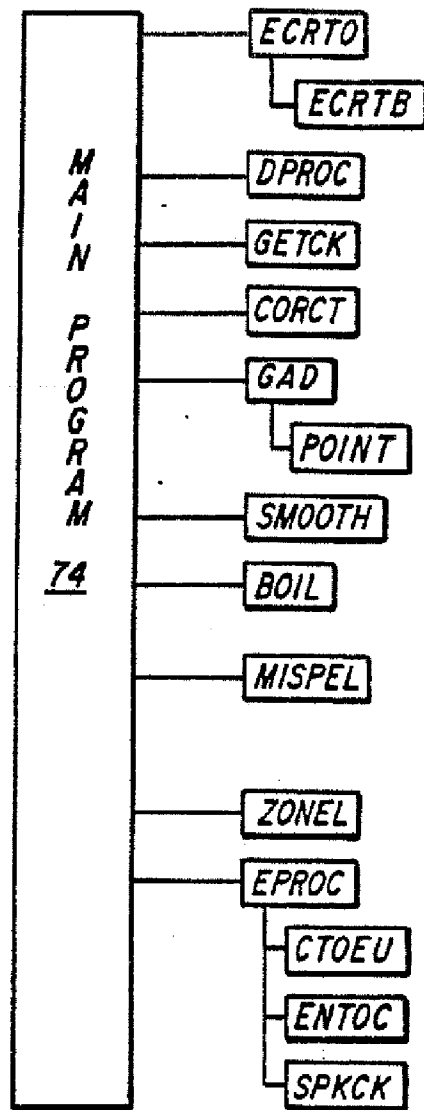 MAIN PROGRAM
74
ECRTO
ECRTB
DPROC
GETCK
CORCT
GAD
POINT
SMOOTH
BOIL
MISPEL
ZONEL
EPROC
CTOEU
ENTOC
SPKCK